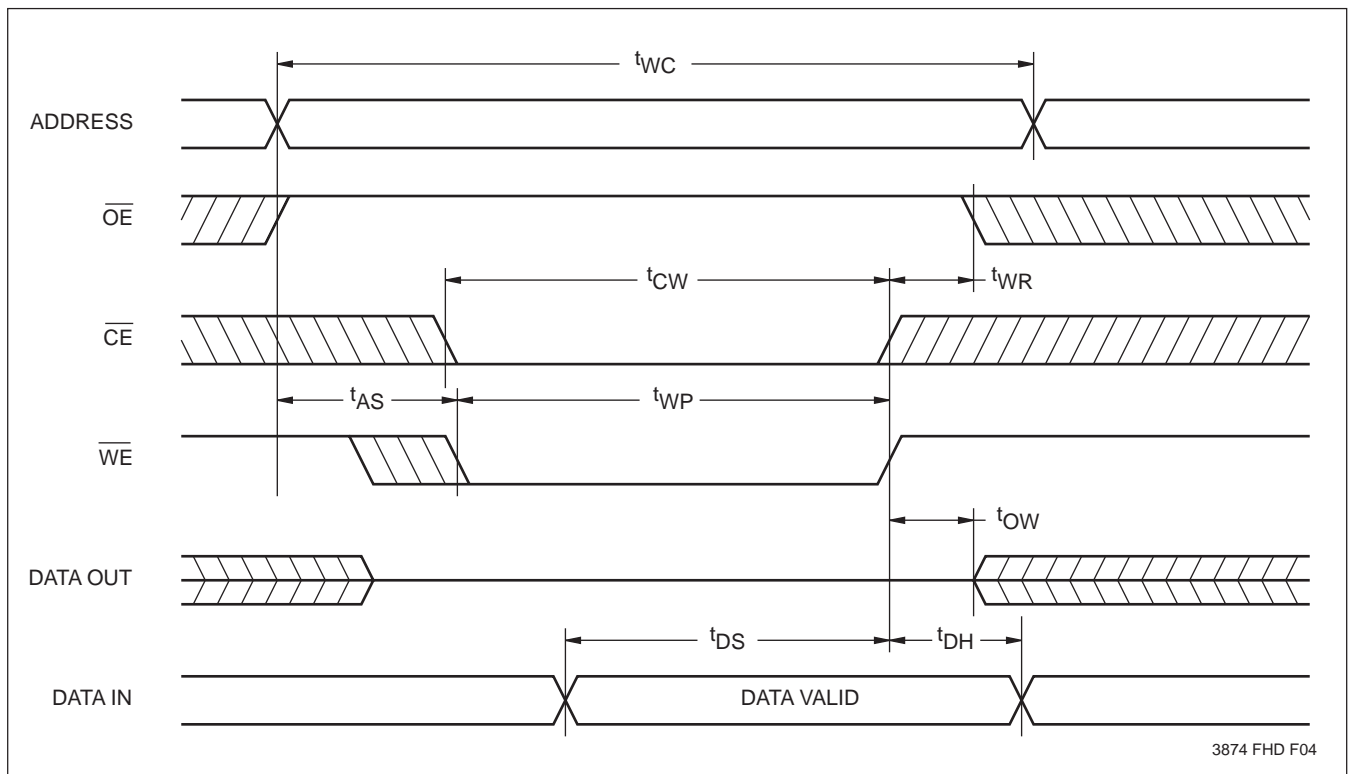 tWC
ADDRESS
OE
tCW
tWR
CE
tAS
tWP
WE
tOW
DATA OUT
tDS
tDH
DATA IN
DATA VALID
3874 FHD F04